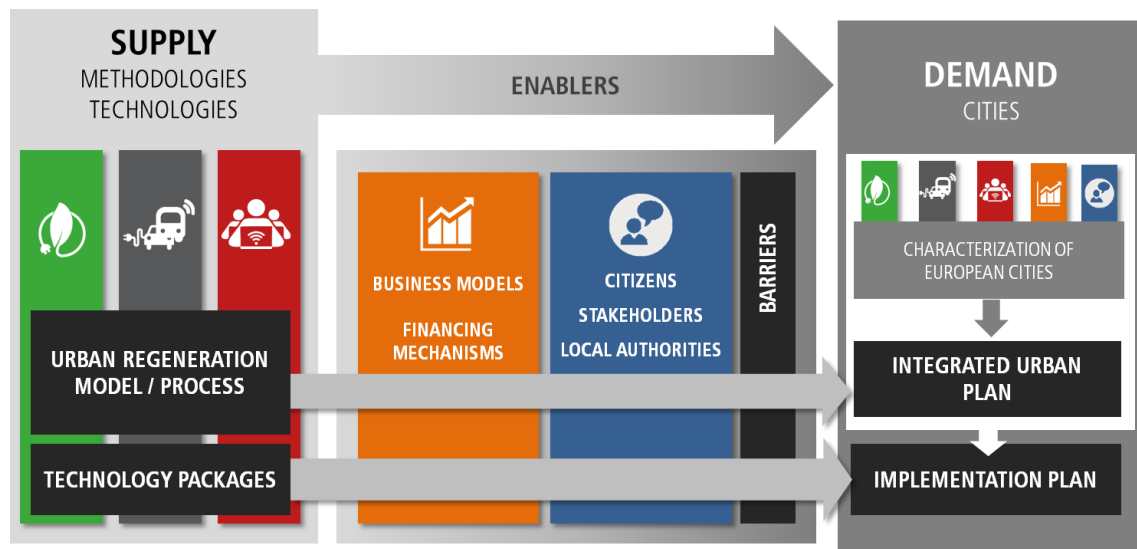 SUPPLY
METHODOLOGIES
TECHNOLOGIES
URBAN REGENERATION
MODEL / PROCESS
TECHNOLOGY PACKAGES
ENABLERS
BUSINESS MODELS
FINANCING
MECHANISMS
CITIZENS
STAKEHOLDERS
LOCAL AUTHORITIES
BARRIERS
DEMAND
CITIES
CHARACTERIZATION OF
EUROPEAN CITIES
INTEGRATED URBAN
PLAN
IMPLEMENTATION PLAN